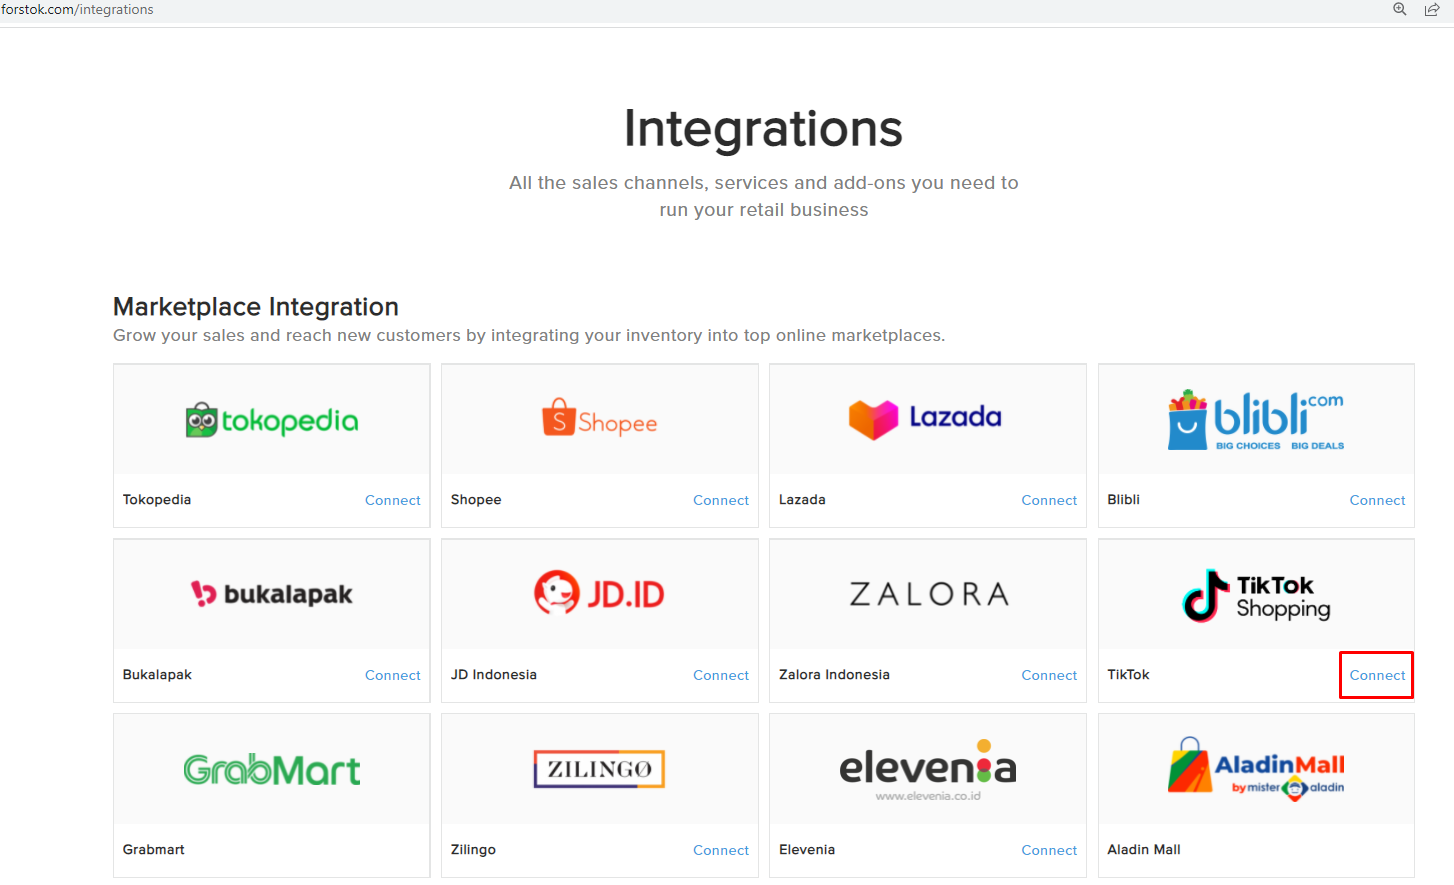 forstok.com/integrations
Integrations
All the sales channels, services and add-ons you need to
run your retail business
Marketplace Integration
Grow your sales and reach new customers by integrating your inventory into top online marketplaces.
tokopedia
Tokopedia Connect
S Shopee
Shopee Connect
Lazada
Lazada Connect
blibli.com
BIG CHOICES BIG DEALS
Blibli Connect
bukalapak
Bukalapak Connect
JD.ID
JD Indonesia Connect
ZALORA
Zalora Indonesia Connect
TikTok
Shopping
TikTok Connect
GrabMart
Grabmart
ZILINGO
Zilingo Connect
elevenia
www.elevenia.co.id
Elevenia Connect
AladinMall
by mister aladin
Aladin Mall